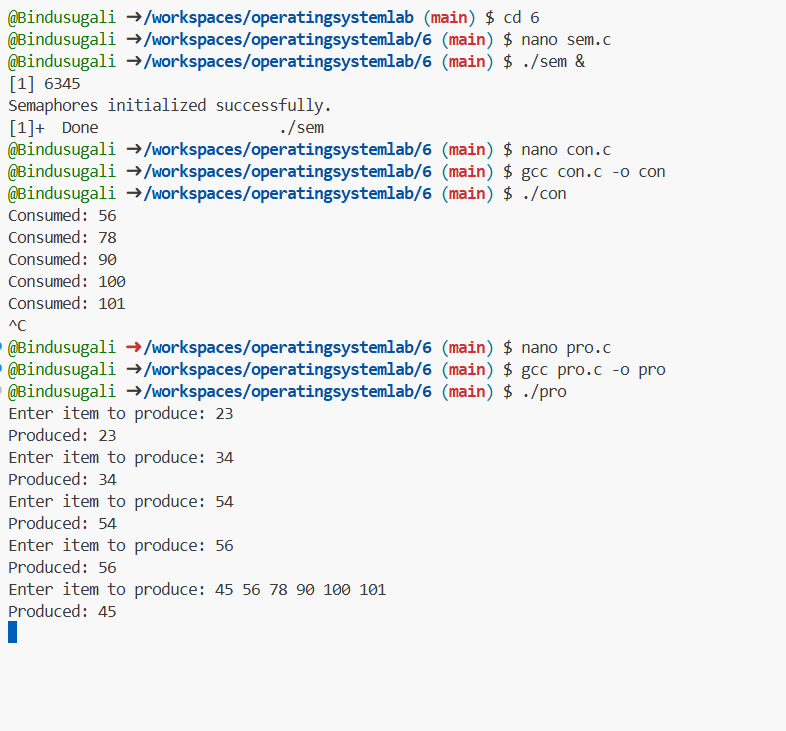 @Bindusugali ➜/workspaces/operatingsystemlab (main) $ cd 6
@Bindusugali ➜/workspaces/operatingsystemlab/6 (main) $ nano sem.c
@Bindusugali ➜/workspaces/operatingsystemlab/6 (main) $ ./sem &
[1] 6345
Semaphores initialized successfully.
[1]+  Done                    ./sem
@Bindusugali ➜/workspaces/operatingsystemlab/6 (main) $ nano con.c
@Bindusugali ➜/workspaces/operatingsystemlab/6 (main) $ gcc con.c -o con
@Bindusugali ➜/workspaces/operatingsystemlab/6 (main) $ ./con
Consumed: 56
Consumed: 78
Consumed: 90
Consumed: 100
Consumed: 101
^C
@Bindusugali ➜/workspaces/operatingsystemlab/6 (main) $ nano pro.c
@Bindusugali ➜/workspaces/operatingsystemlab/6 (main) $ gcc pro.c -o pro
@Bindusugali ➜/workspaces/operatingsystemlab/6 (main) $ ./pro
Enter item to produce: 23
Produced: 23
Enter item to produce: 34
Produced: 34
Enter item to produce: 54
Produced: 54
Enter item to produce: 56
Produced: 56
Enter item to produce: 45 56 78 90 100 101
Produced: 45